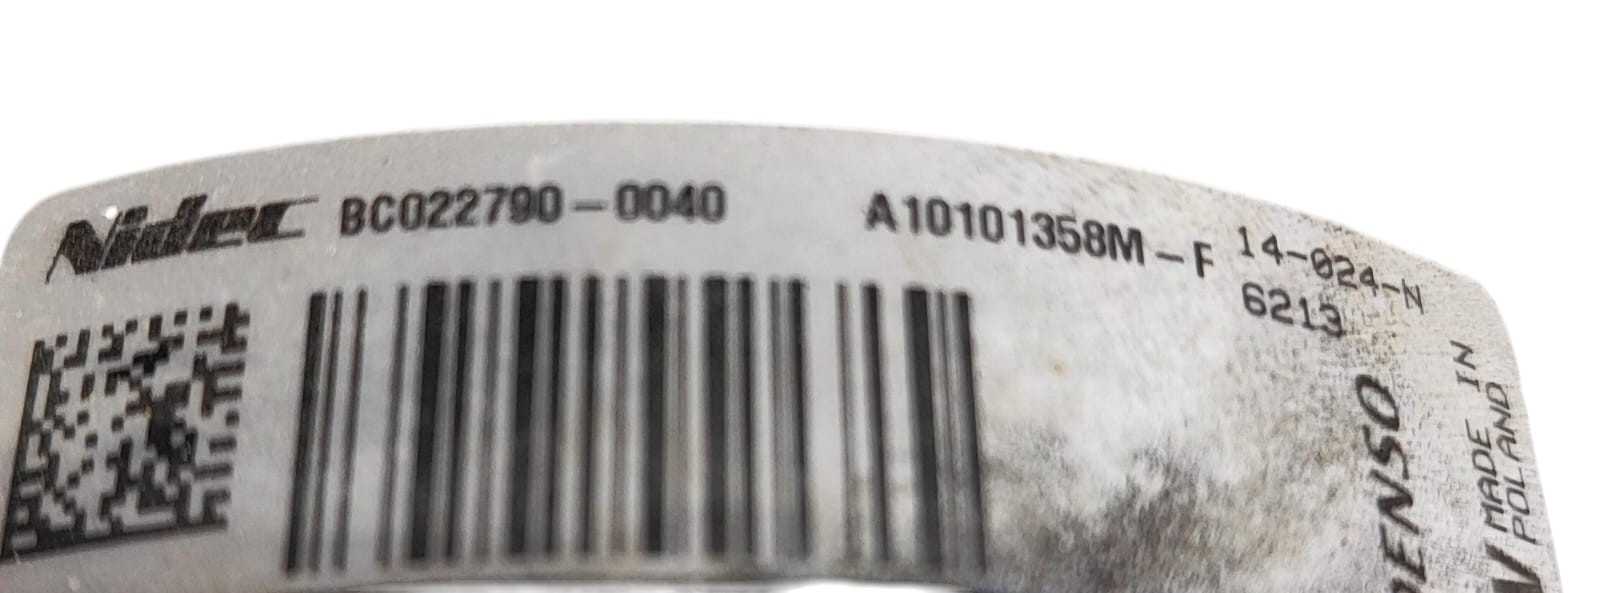 Nidec BC022790-0040 A10101358M-F 14-024-N
6213
DENSO
MADE IN
POLAND